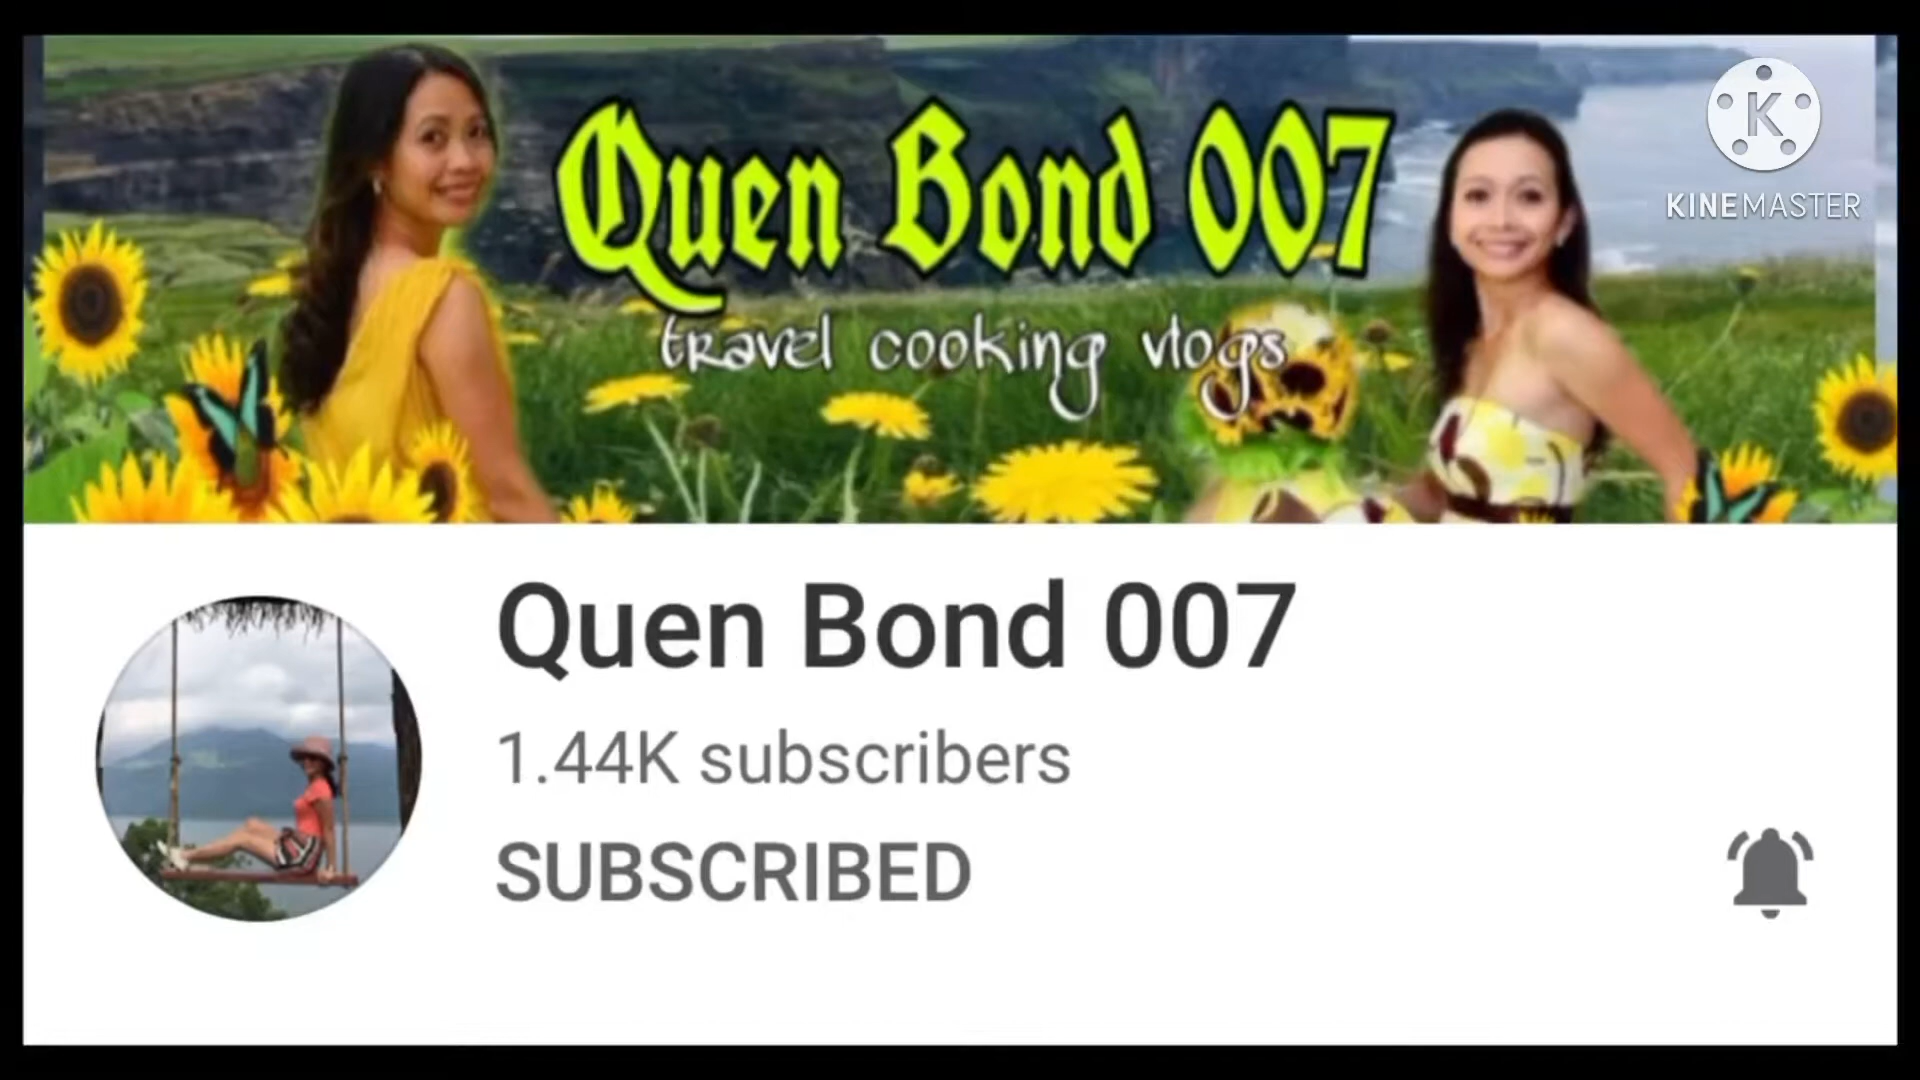 Quen Bond 007
travel cooking vlogs
K
KINEMASTER
Quen Bond 007
1.44K subscribers
SUBSCRIBED